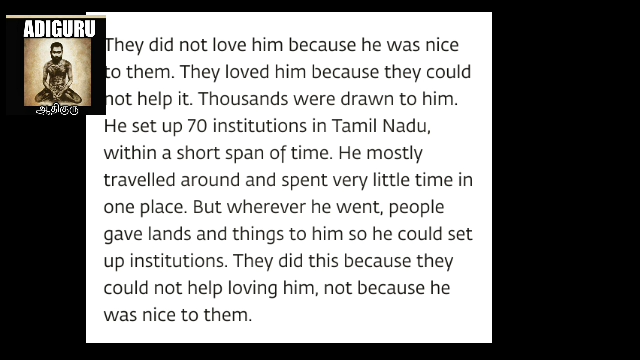 ADIGURU
ஆதிகுரு
They did not love him because he was nice
to them. They loved him because they could
not help it. Thousands were drawn to him.
He set up 70 institutions in Tamil Nadu,
within a short span of time. He mostly
travelled around and spent very little time in
one place. But wherever he went, people
gave lands and things to him so he could set
up institutions. They did this because they
could not help loving him, not because he
was nice to them.